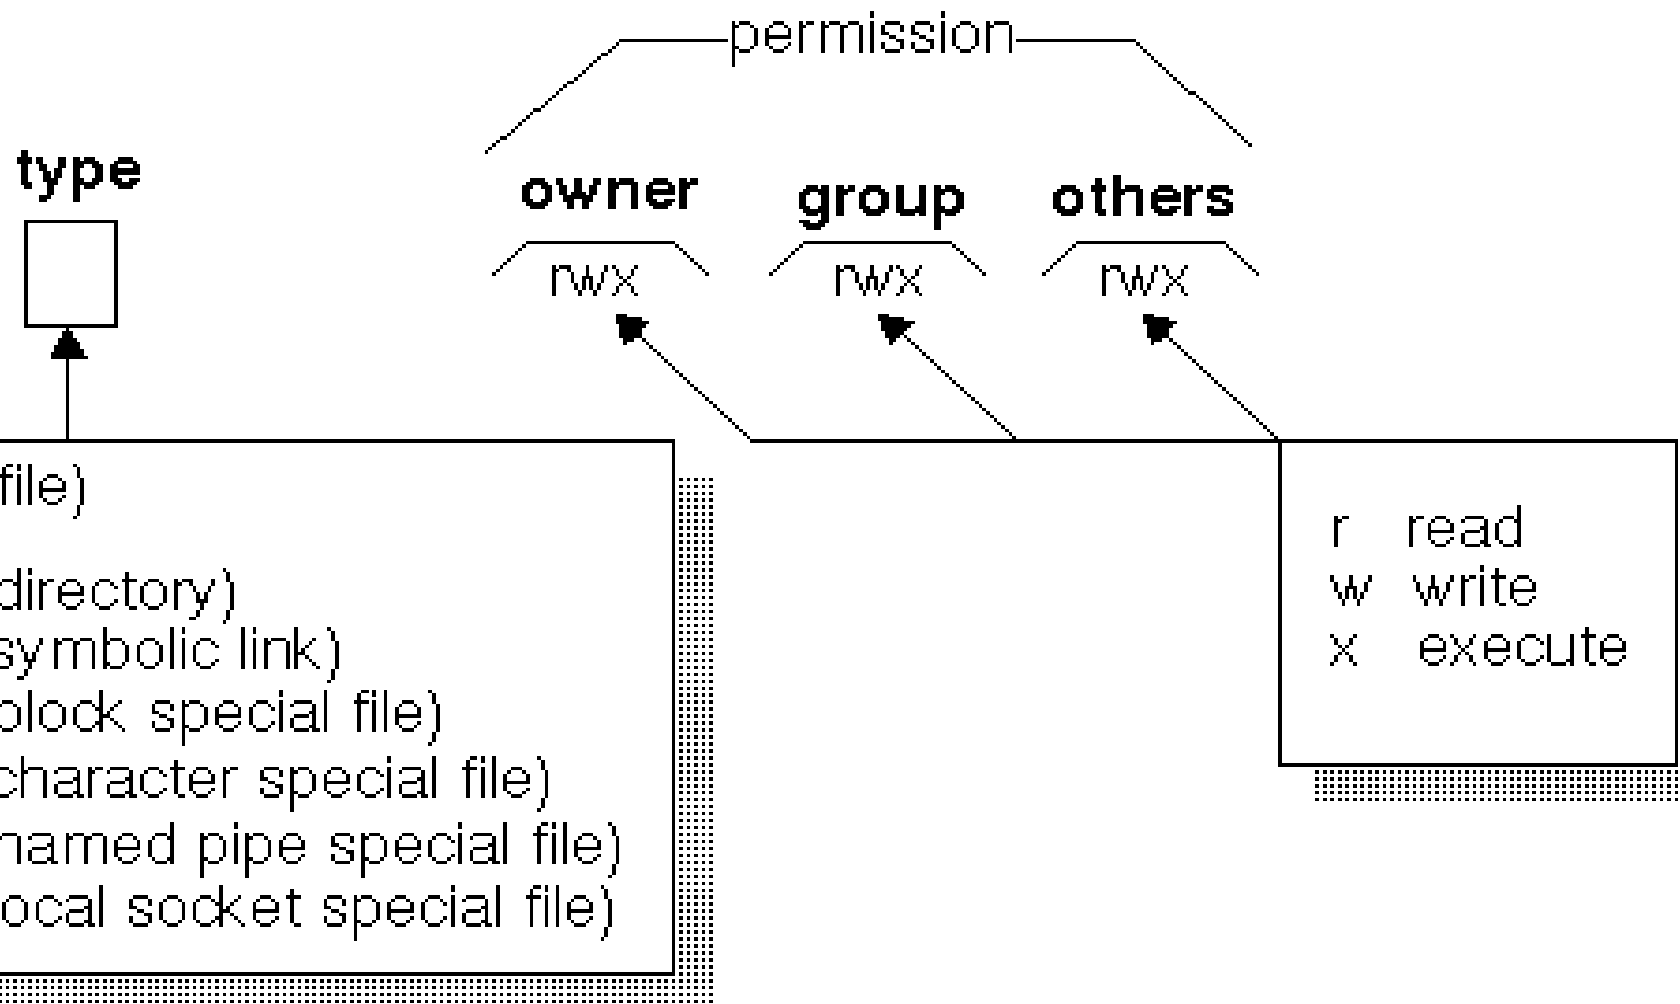 permission
type
owner group others
rwx rwx rwx
file)
directory)
symbolic link)
block special file)
character special file)
named pipe special file)
local socket special file)
r read
w write
x execute